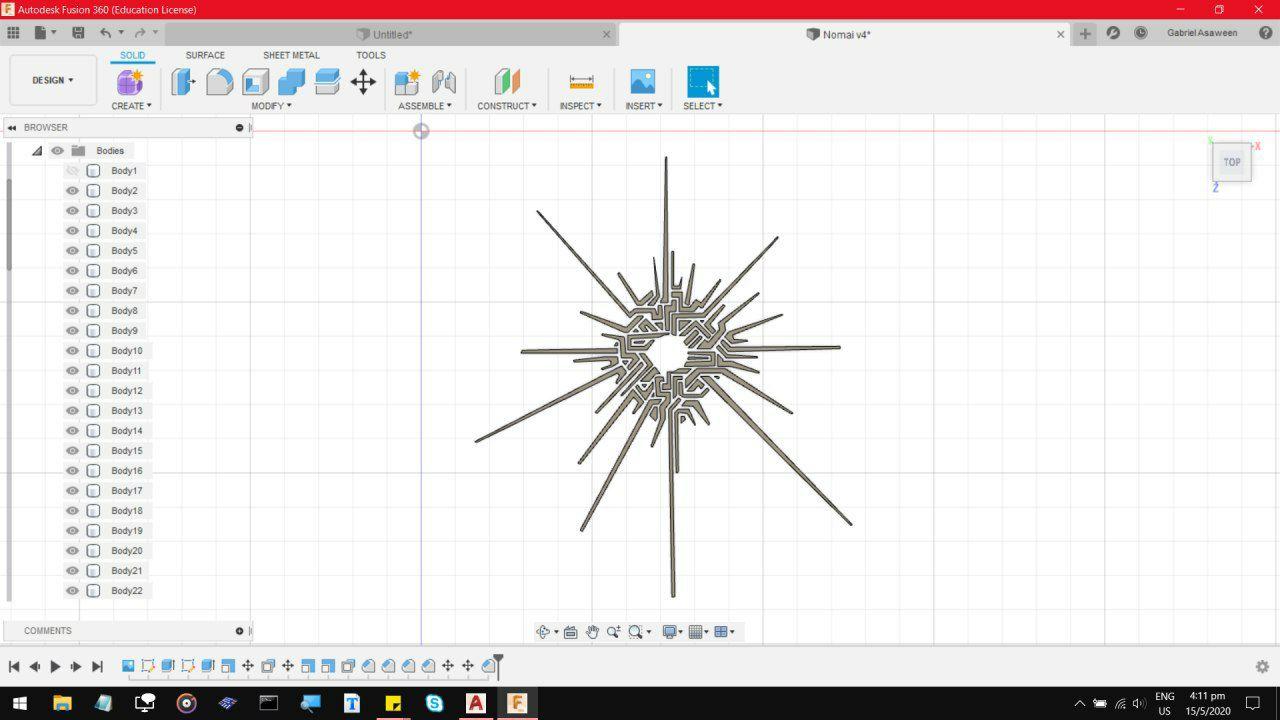 Autodesk Fusion 360 (Education License)
Untitled*
Nomai v4*
Gabriel Asaween
SOLID SURFACE SHEET METAL TOOLS
DESIGN
CREATE MODIFY ASSEMBLE CONSTRUCT INSPECT INSERT SELECT
BROWSER
Bodies
Body1
Body2
Body3
Body4
Body5
Body6
Body7
Body8
Body9
Body10
Body11
Body12
Body13
Body14
Body15
Body16
Body17
Body18
Body19
Body20
Body21
Body22
Y
X
TOP
Z
COMMENTS
ENG
US
4:11 pm
15/5/2020